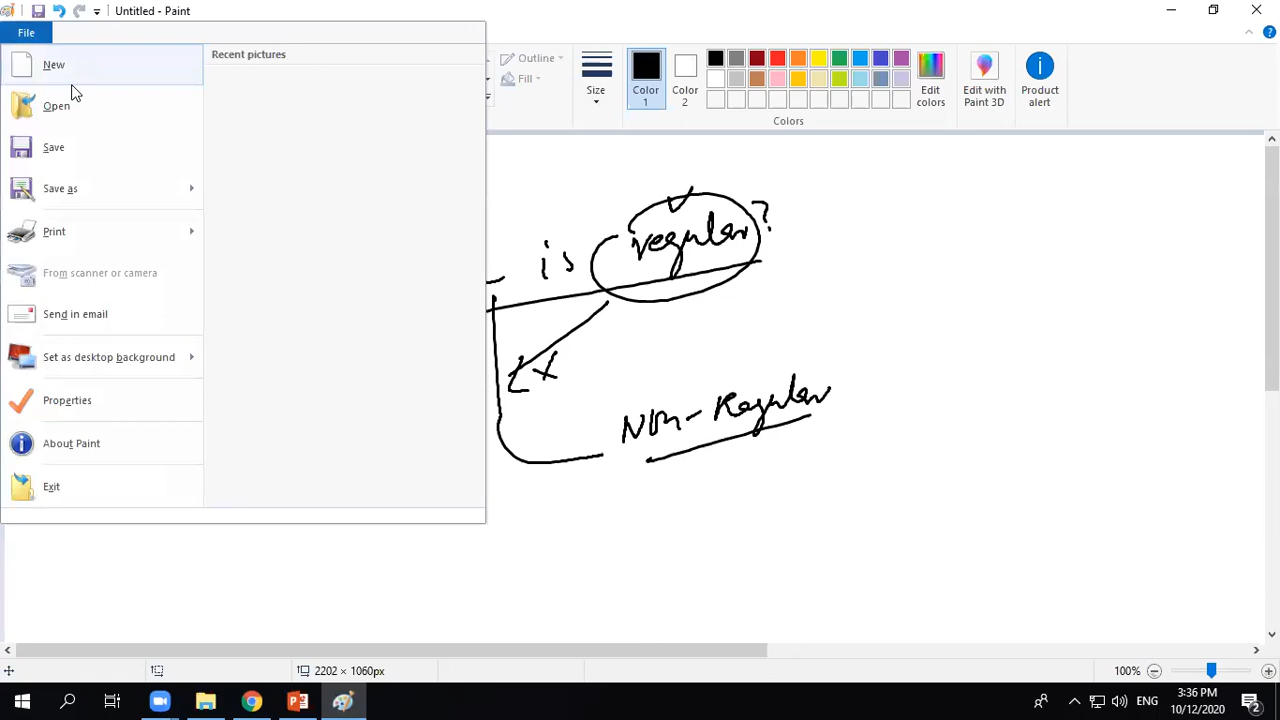 Untitled - Paint
File
New
Open
Save
Save as
Print
From scanner or camera
Send in email
Set as desktop background
Properties
About Paint
Exit
Recent pictures
Outline
Fill
Size
Color 1
Color 2
Edit colors
Edit with Paint 3D
Product alert
Colors
is regular?
Non-Regular
2202 × 1060px
100%
ENG
3:36 PM
10/12/2020
2